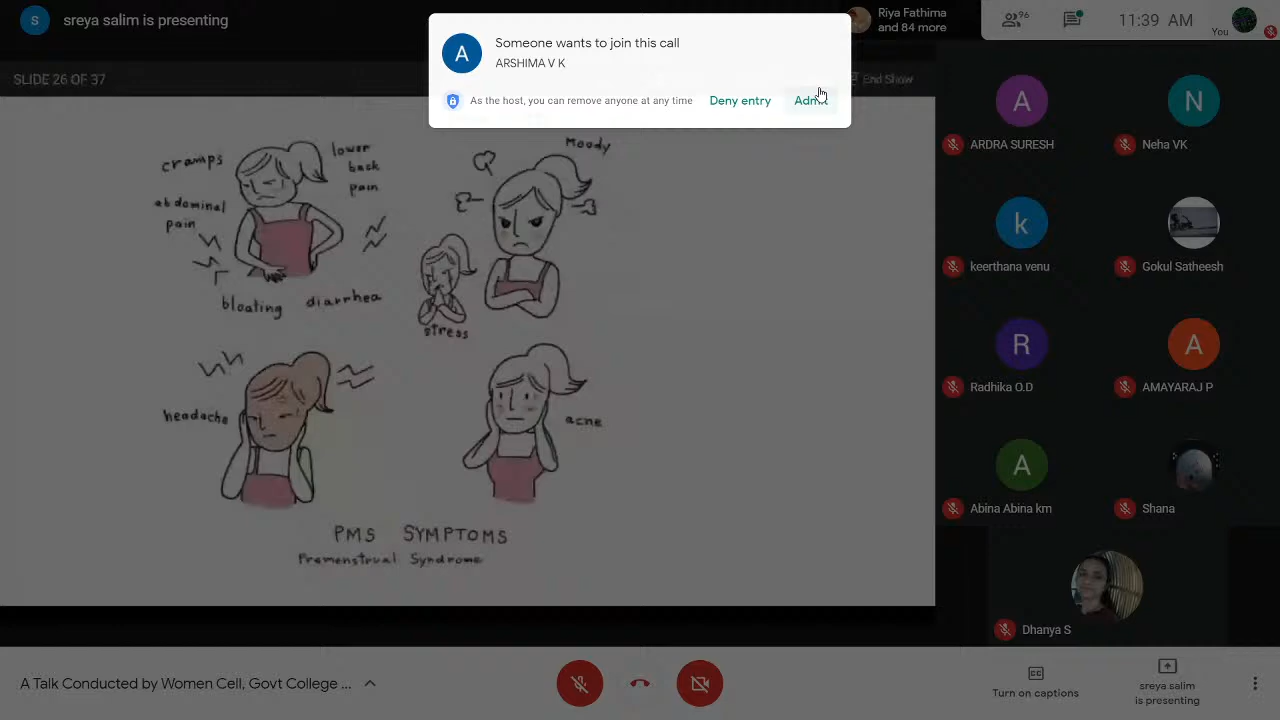 S
sreya salim is presenting
Riya Fathima
and 84 more
96
11:39 AM
You
A
Someone wants to join this call
ARSHIMA V K
As the host, you can remove anyone at any time
Deny entry
Admit
SLIDE 26 OF 37
End Show
cramps
lower
back
pain
abdominal
pain
bloating
diarrhea
Moody
stress
headache
acne
PMS SYMPTOMS
Premenstrual Syndrome
A
ARDRA SURESH
N
Neha VK
k
keerthana venu
Gokul Satheesh
R
Radhika O.D
A
AMAYARAJ P
A
Abina Abina km
Shana
Dhanya S
A Talk Conducted by Women Cell, Govt College ...
CC
Turn on captions
sreya salim
is presenting